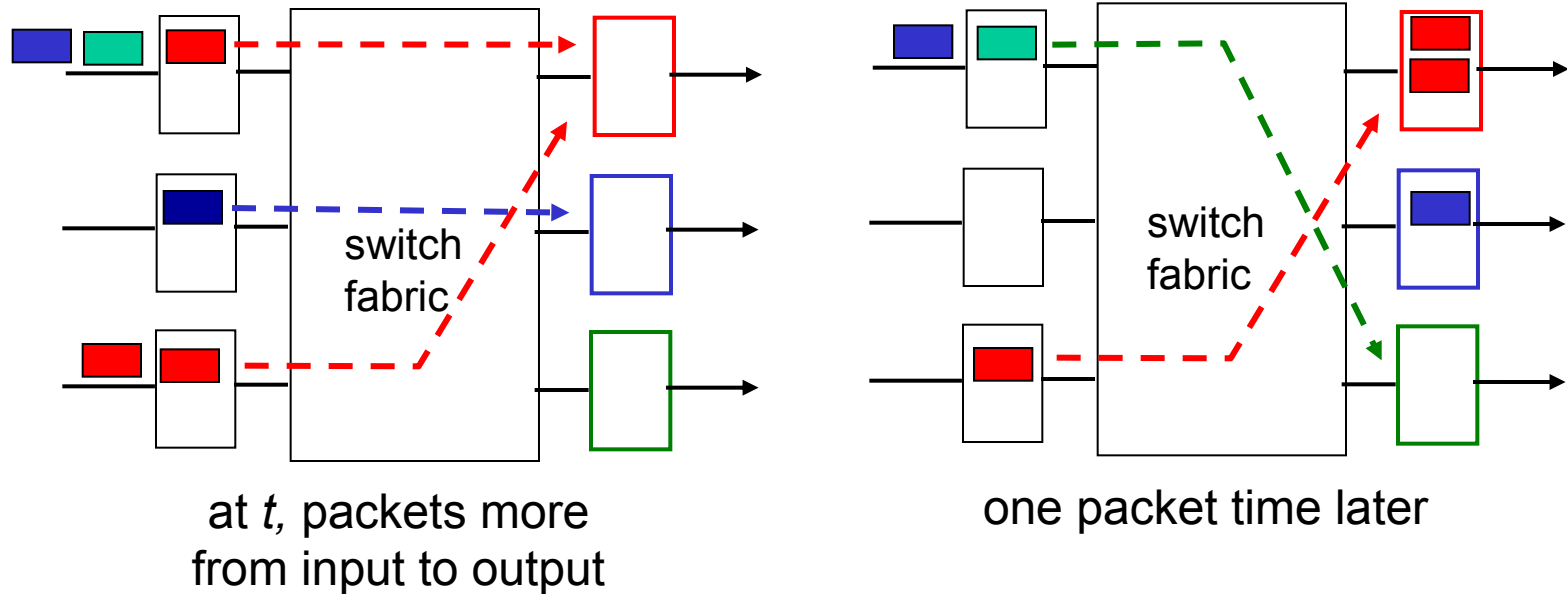 switch
fabric
at t, packets more
from input to output
switch
fabric
one packet time later